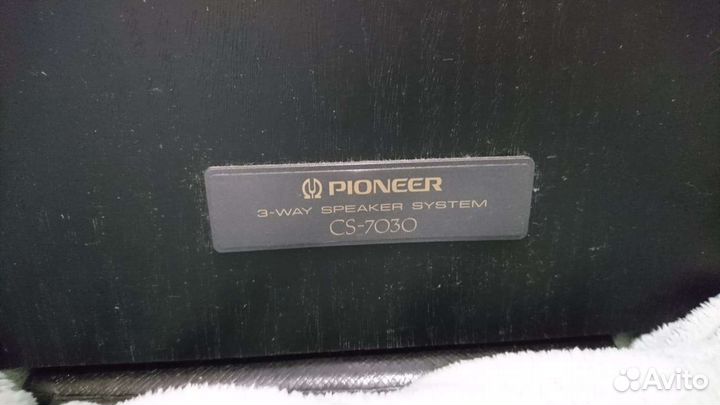 PIONEER
3-WAY SPEAKER SYSTEM
CS-7030
Avito